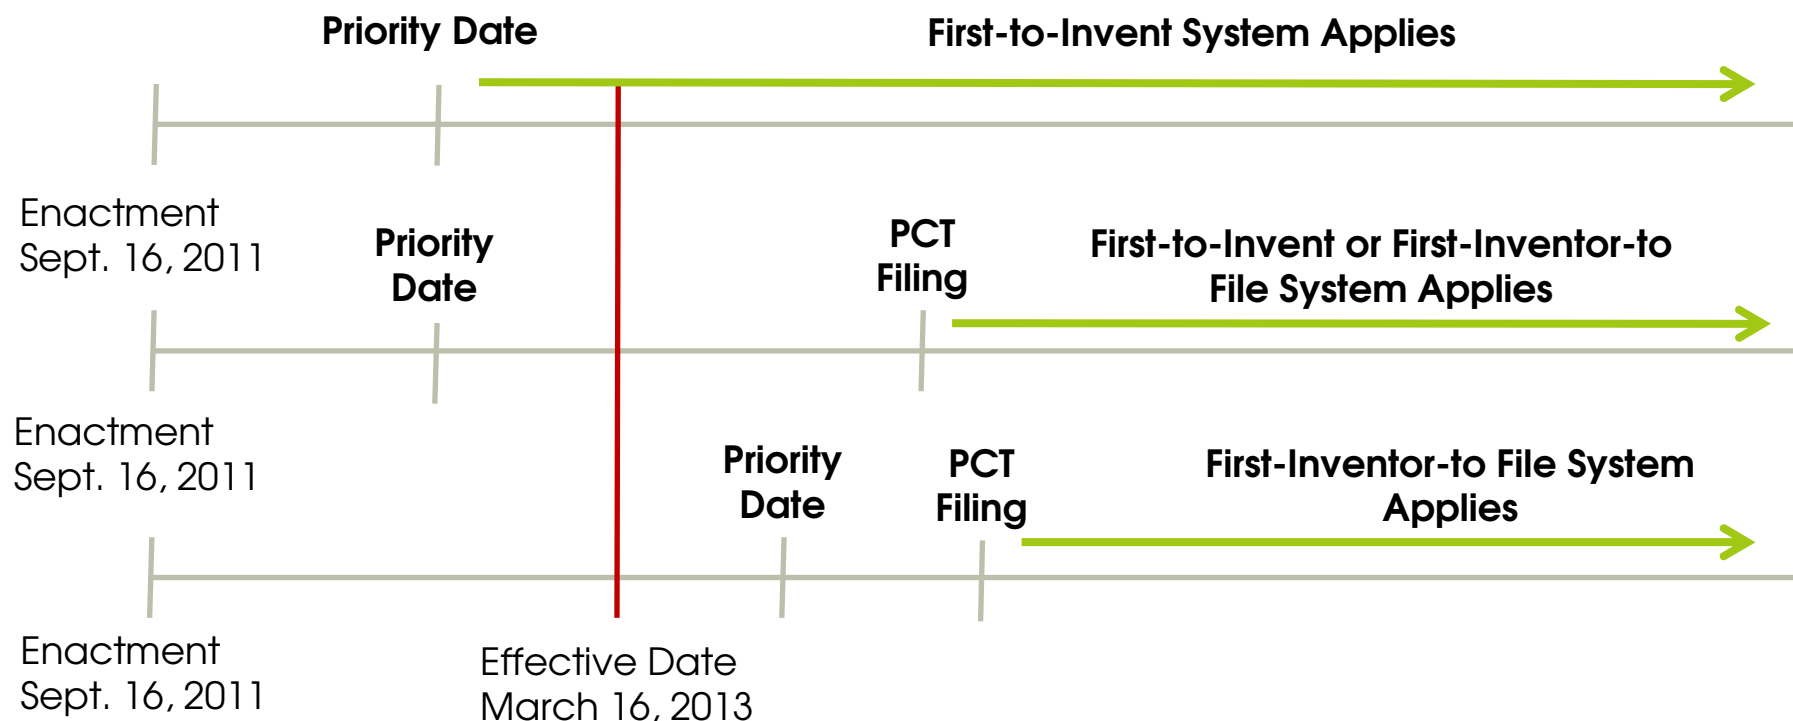 Priority Date
First-to-Invent System Applies
Enactment
Sept. 16, 2011
Priority
Date
PCT
Filing
First-to-Invent or First-Inventor-to
File System Applies
Enactment
Sept. 16, 2011
Priority
Date
PCT
Filing
First-Inventor-to File System
Applies
Enactment
Sept. 16, 2011
Effective Date
March 16, 2013